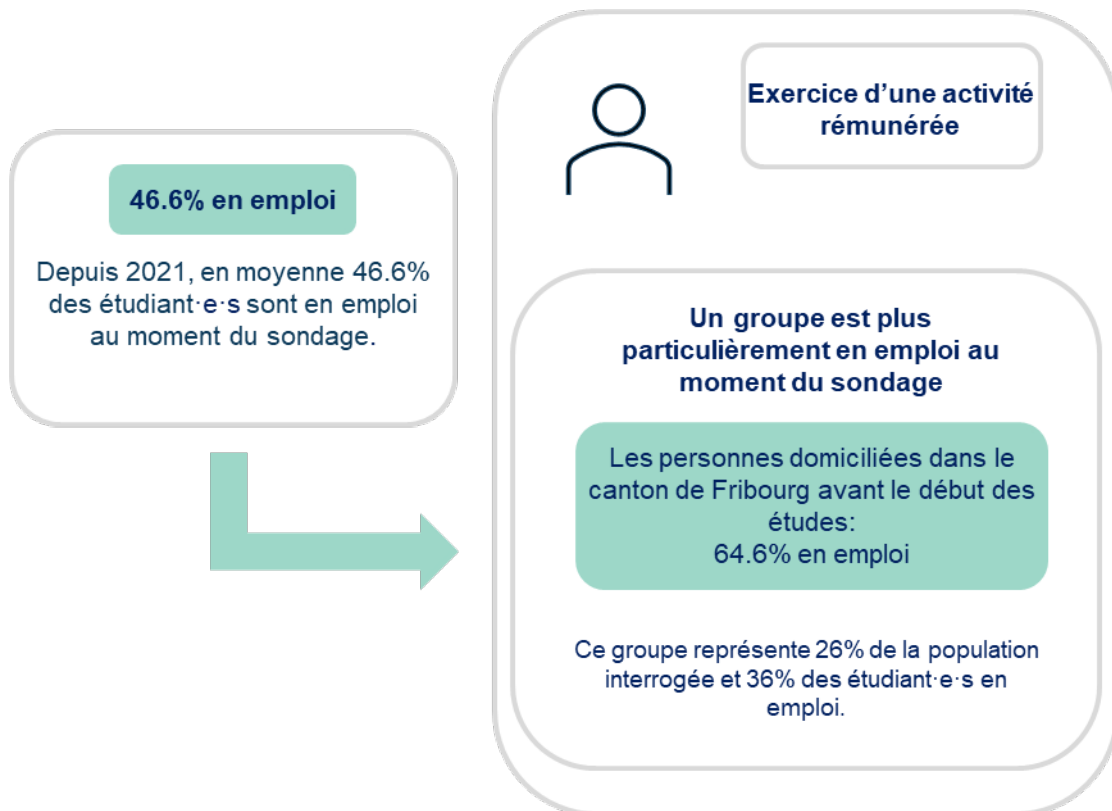 Exercice d’une activité
rémunérée
46.6% en emploi
Depuis 2021, en moyenne 46.6%
des étudiant·e·s sont en emploi
au moment du sondage.
Un groupe est plus
particulièrement en emploi au
moment du sondage
Les personnes domiciliées dans le
canton de Fribourg avant le début des
études:
64.6% en emploi
Ce groupe représente 26% de la population
interrogée et 36% des étudiant·e·s en
emploi.